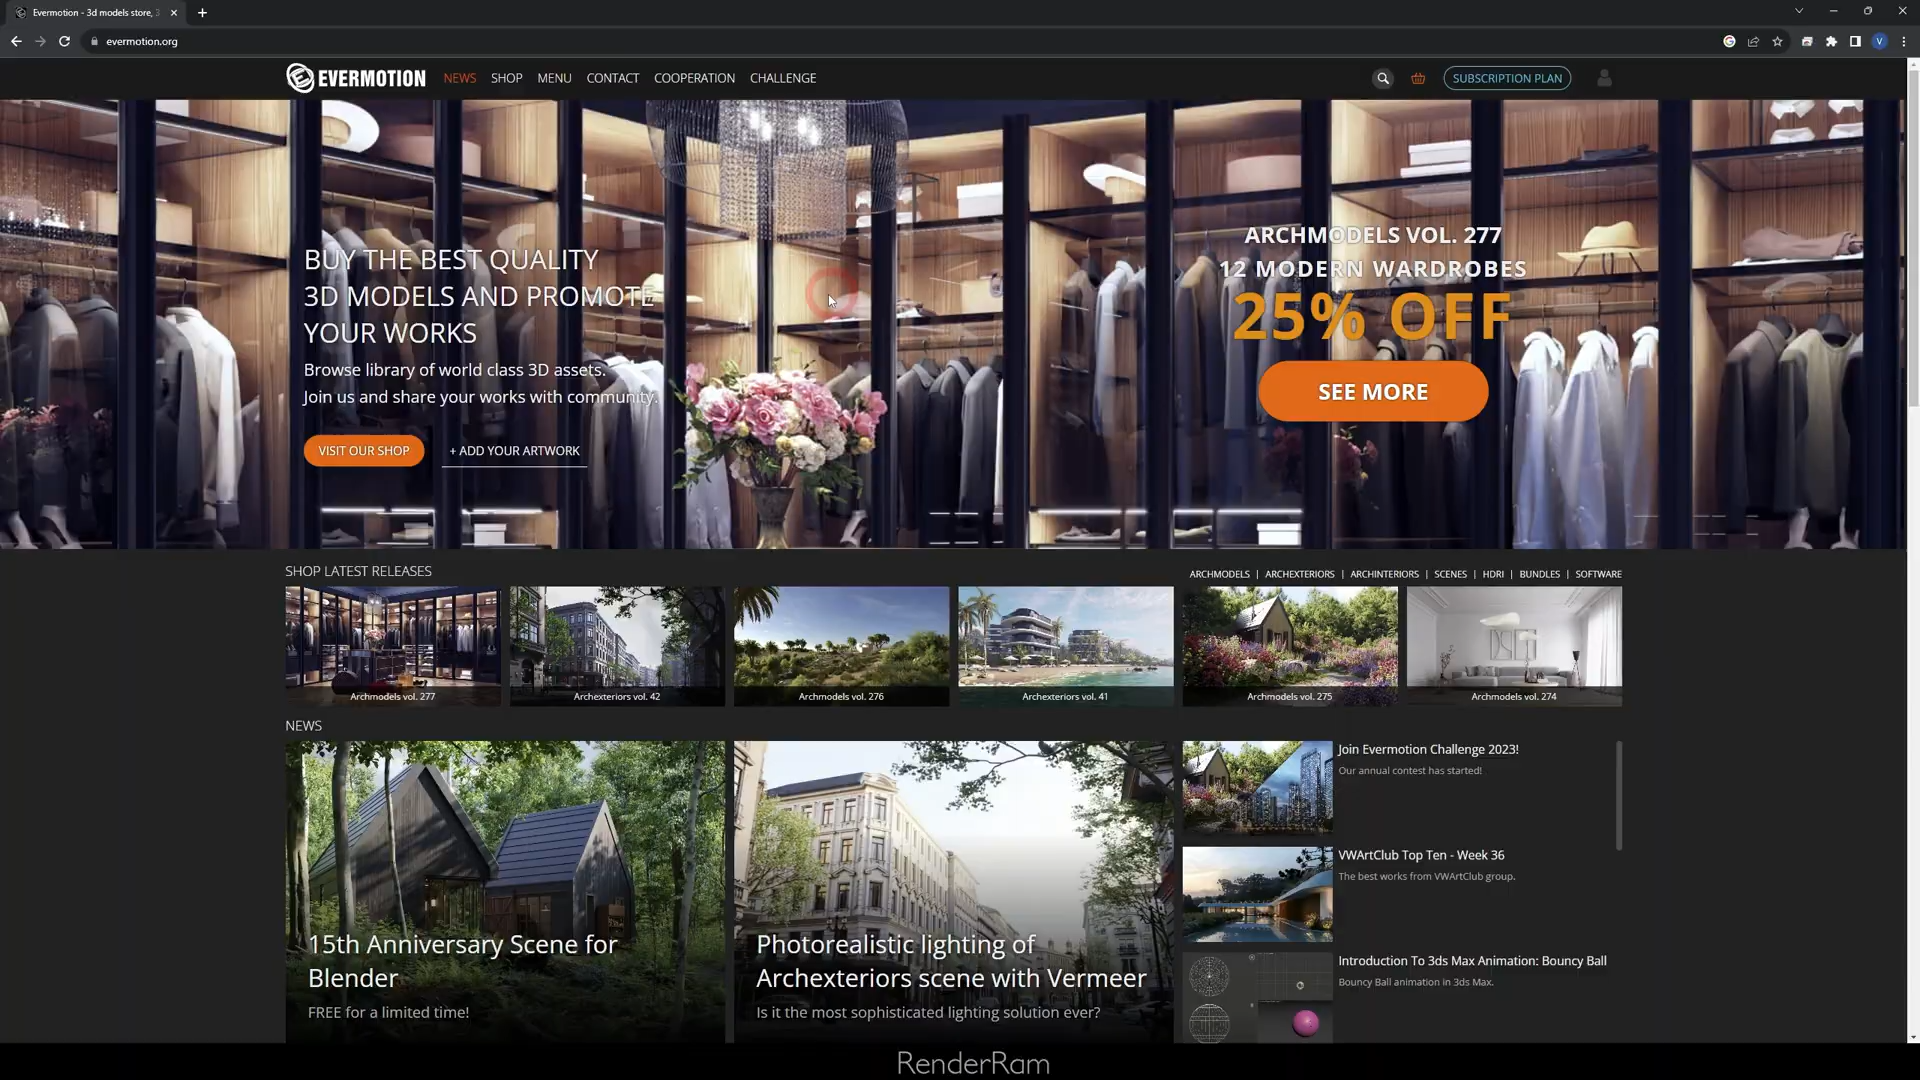 Evermotion - 3d models store, 3
evermotion.org
V
EVERMOTION
NEWS
SHOP
MENU
CONTACT
COOPERATION
CHALLENGE
SUBSCRIPTION PLAN
BUY THE BEST QUALITY
3D MODELS AND PROMOTE
YOUR WORKS
Browse library of world class 3D assets.
Join us and share your works with community.
VISIT OUR SHOP
+ ADD YOUR ARTWORK
ARCHMODELS VOL. 277
12 MODERN WARDROBES
25% OFF
SEE MORE
SHOP LATEST RELEASES
ARCHMODELS | ARCHEXTERIORS | ARCHINTERIORS | SCENES | HDRI | BUNDLES | SOFTWARE
Archmodels vol. 277
Archexteriors vol. 42
Archmodels vol. 276
Archexteriors vol. 41
Archmodels vol. 275
Archmodels vol. 274
NEWS
15th Anniversary Scene for
Blender
FREE for a limited time!
Photorealistic lighting of
Archexteriors scene with Vermeer
Is it the most sophisticated lighting solution ever?
Join Evermotion Challenge 2023!
Our annual contest has started!
VWArtClub Top Ten - Week 36
The best works from VWArtClub group.
Introduction To 3ds Max Animation: Bouncy Ball
Bouncy Ball animation in 3ds Max.
RenderRam